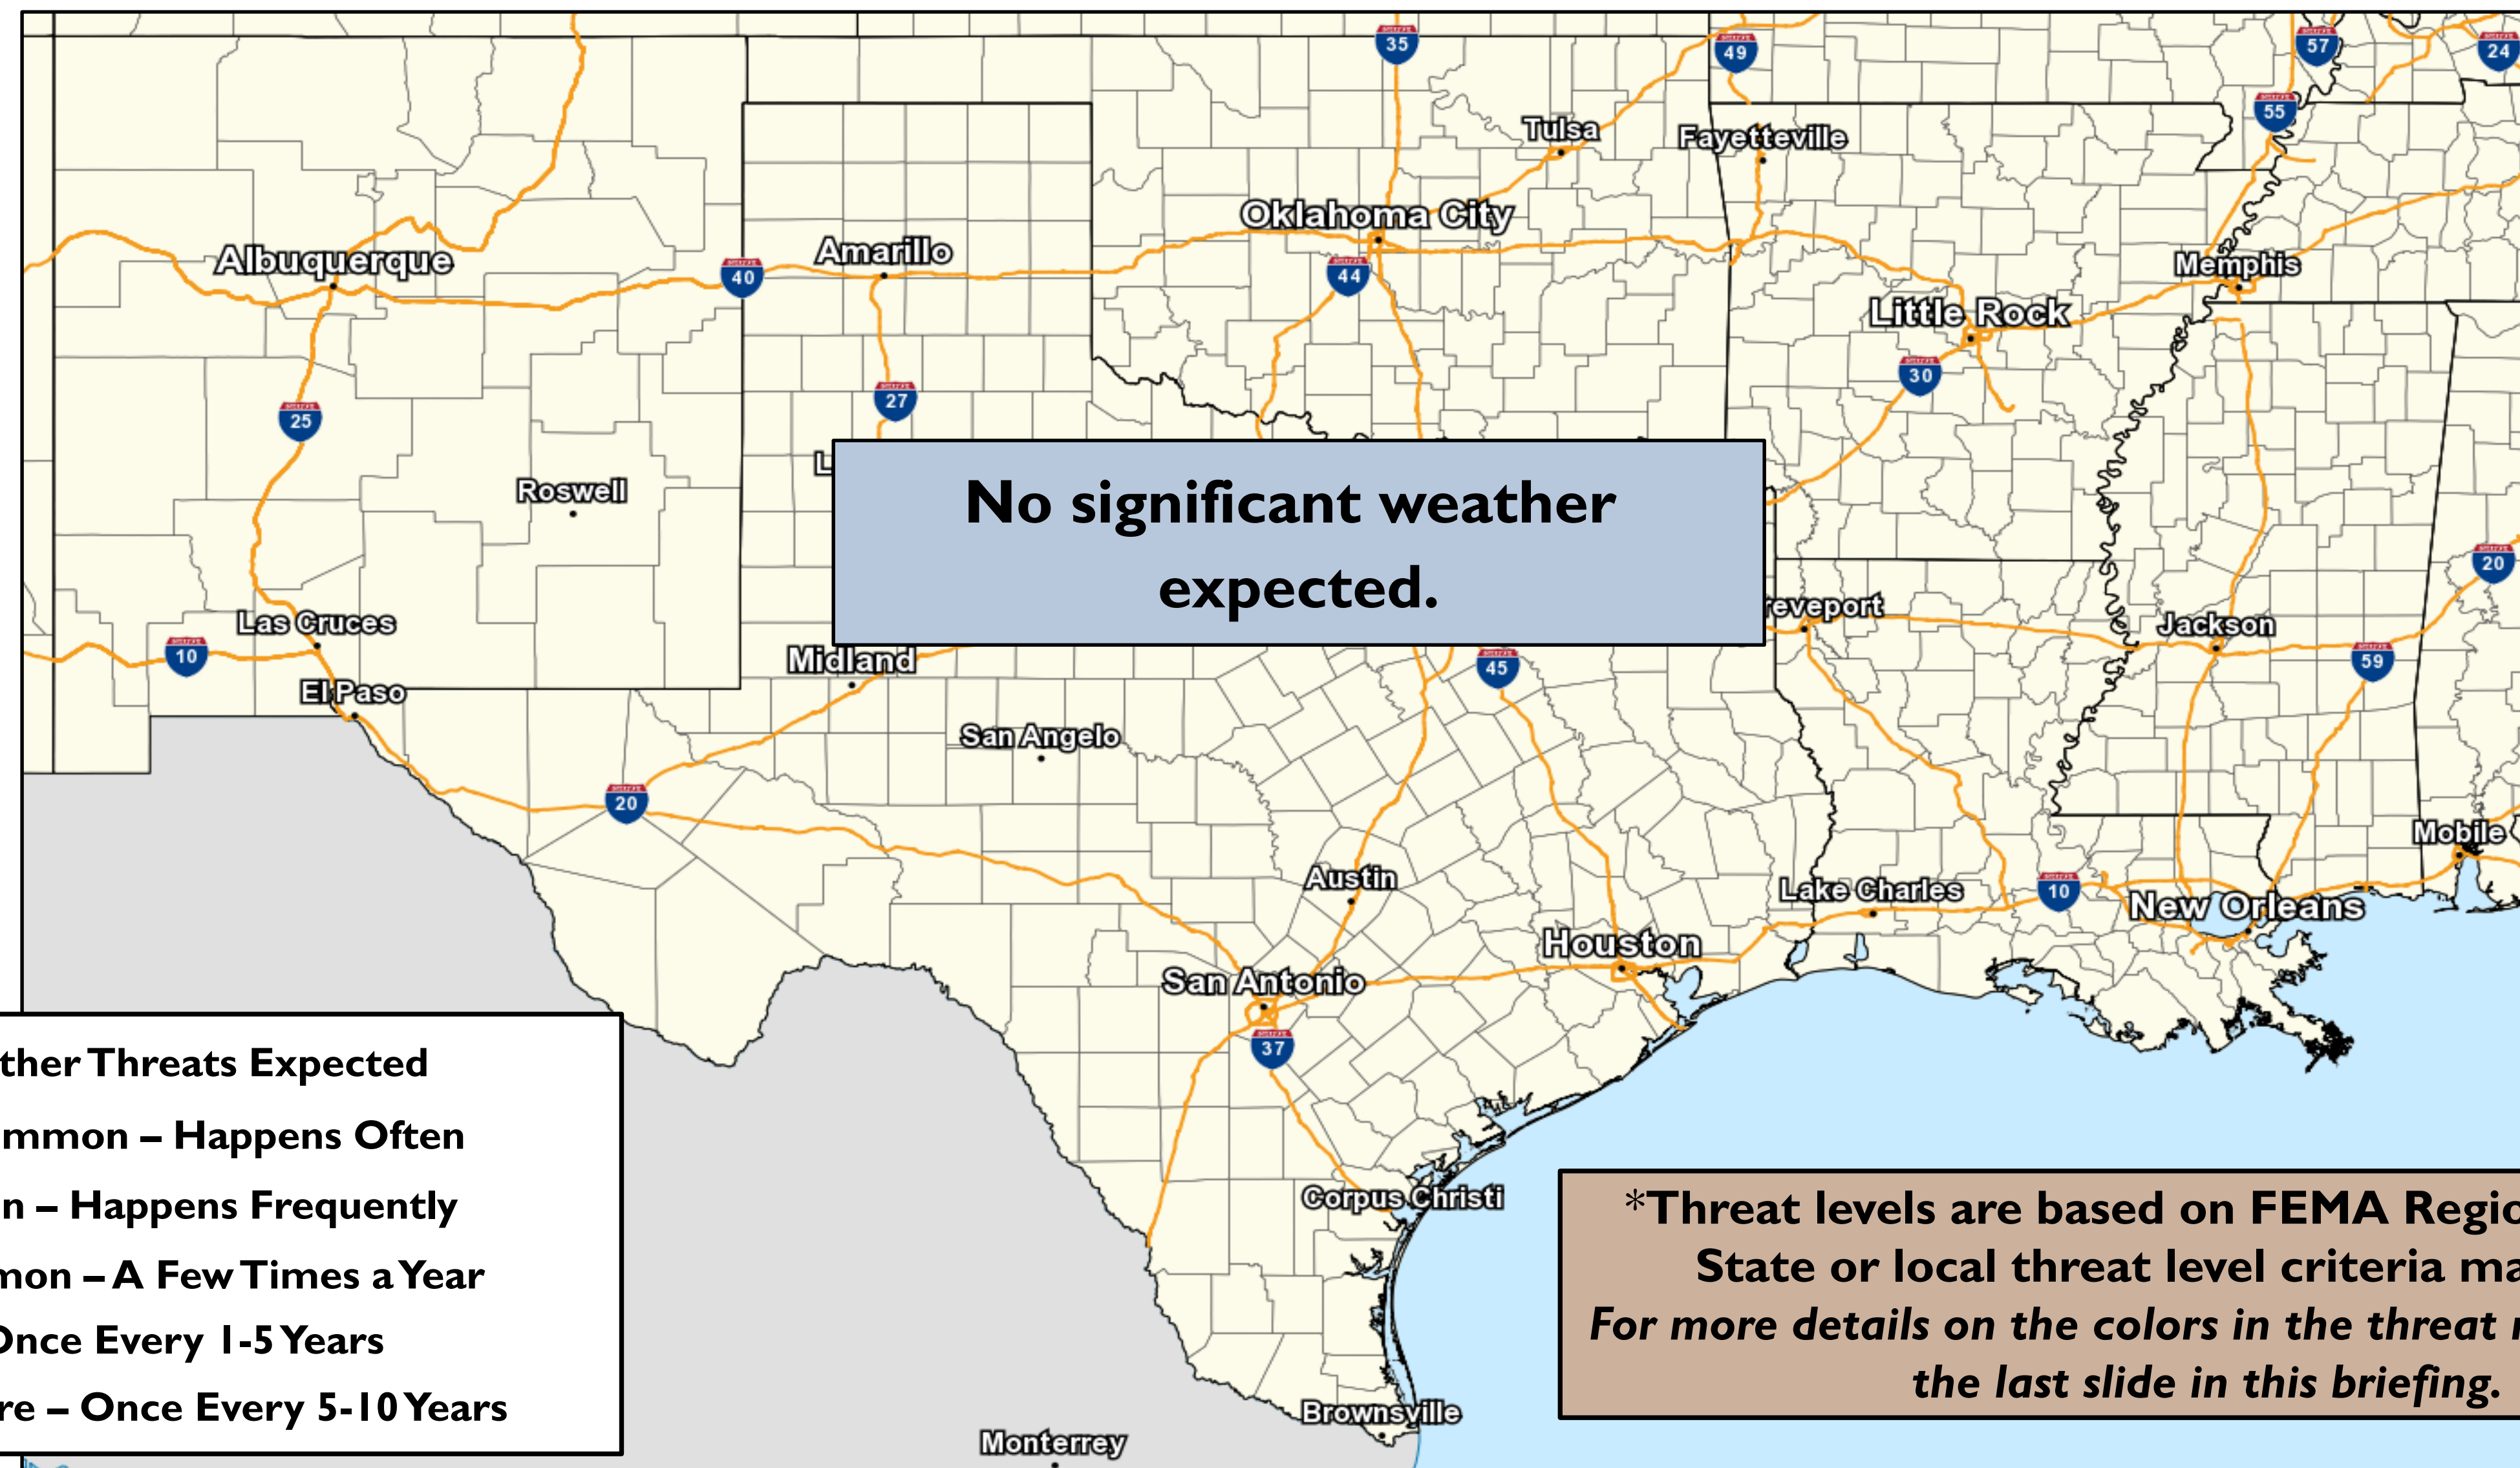 35
49
57
24
55
Tulsa
Fayetteville
Oklahoma City
Albuquerque
Amarillo
40
44
Memphis
Little Rock
30
25
27
Roswell
L
No significant weather
expected.
20
reveport
Las Cruces
Jackson
10
Midland
45
59
El Paso
San Angelo
20
Mobile
Austin
Lake Charles
10
New Orleans
Houston
San Antonio
37
ther Threats Expected
mmon – Happens Often
n – Happens Frequently
mon – A Few Times a Year
Once Every 1-5 Years
re – Once Every 5-10 Years
Corpus Christi
*Threat levels are based on FEMA Regio
State or local threat level criteria ma
For more details on the colors in the threat
the last slide in this briefing.
Brownsville
Monterrey